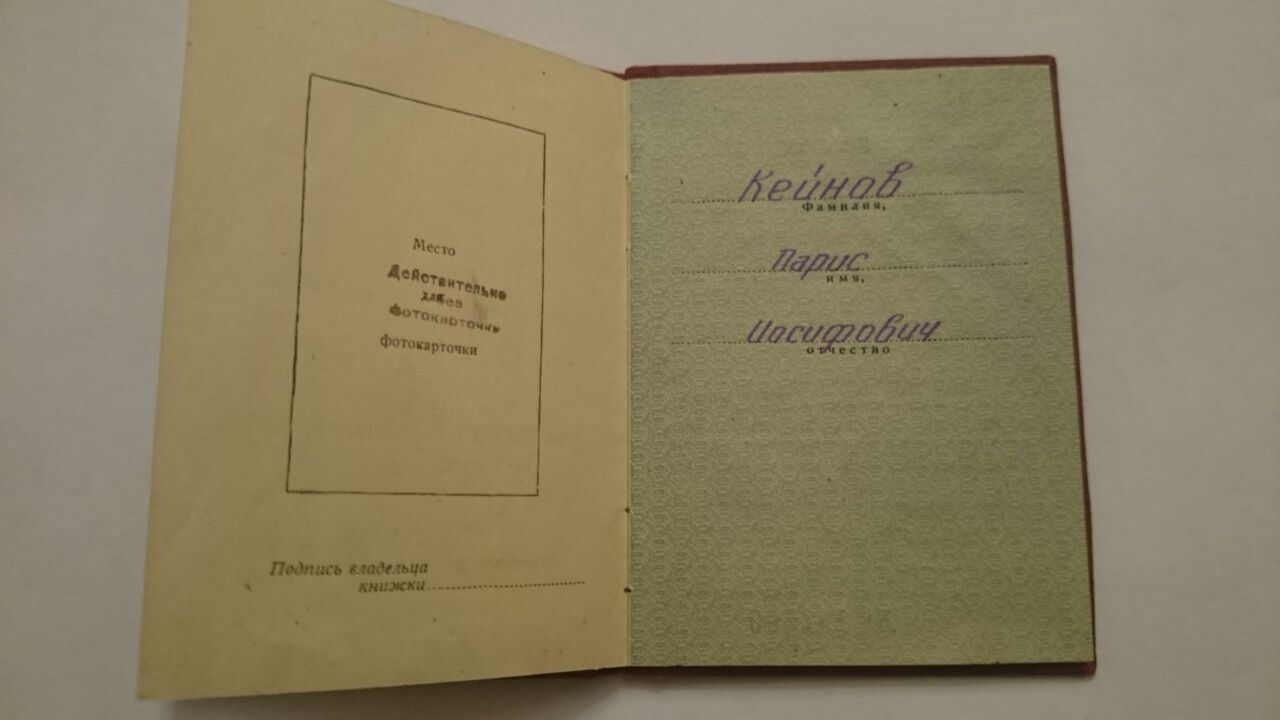 Место
Действительно
для без
фотокарточки
фотокарточки
Подпись владельца
книжки
Кейнов
Фамилия,
Парис
имя,
Иосифович
отчество